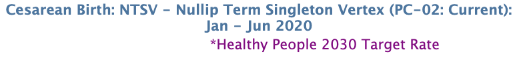 Cesarean Birth: NTSV - Nullip Term Singleton Vertex (PC-02: Current):
Jan - Jun 2020
*Healthy People 2030 Target Rate